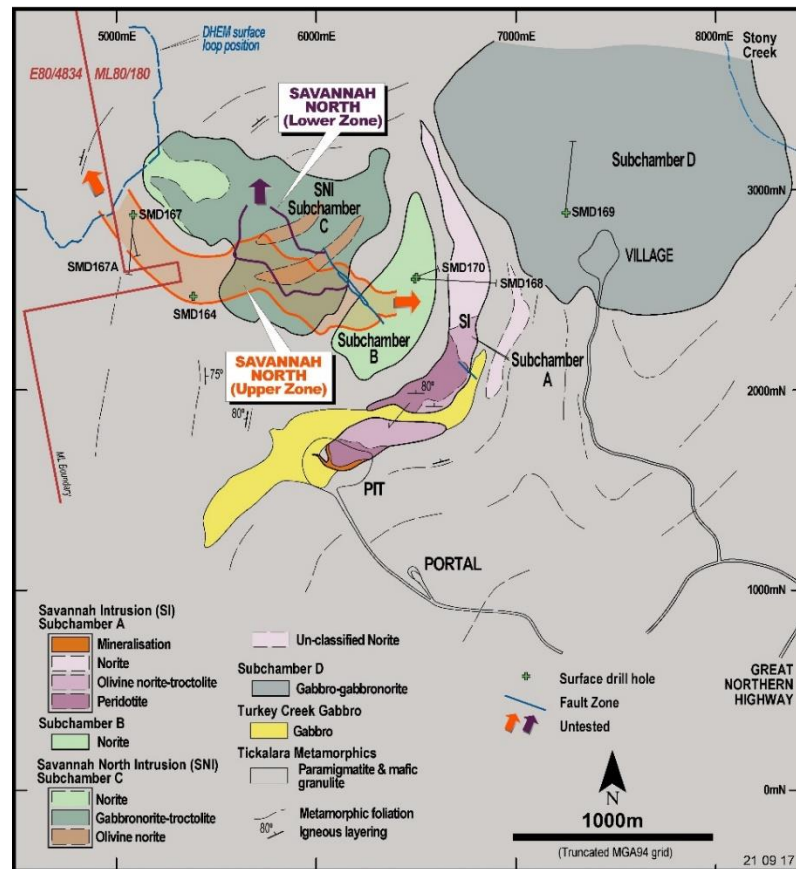 5000mE
6000mE
7000mE
8000mE
Stony
Creek
DHEM surface
loop position
E80/4834
ML80/180
SAVANNAH
NORTH
(Lower Zone)
Subchamber D
3000mN
SNI
Subchamber
C
SMD167
SMD169
SMD167A
VILLAGE
SMD170
SMD168
SMD164
SI
Subchamber
B
Subchamber
A
SAVANNAH
NORTH
(Upper Zone)
75°
80°
80°
2000mN
ML Boundary
PIT
PORTAL
1000mN
Savannah Intrusion (SI)
Subchamber A
Mineralisation
Norite
Olivine norite-troctolite
Peridotite
Subchamber B
Norite
Savannah North Intrusion (SNI)
Subchamber C
Norite
Gabbronorite-troctolite
Olivine norite
Un-classified Norite
Subchamber D
Gabbro-gabbronorite
Turkey Creek Gabbro
Gabbro
Tickalara Metamorphics
Paramigmatite & mafic
granulite
Metamorphic foliation
80° Igneous layering
Surface drill hole
Fault Zone
Untested
GREAT
NORTHERN
HIGHWAY
0mN
N
1000m
(Truncated MGA94 grid)
21 09 17